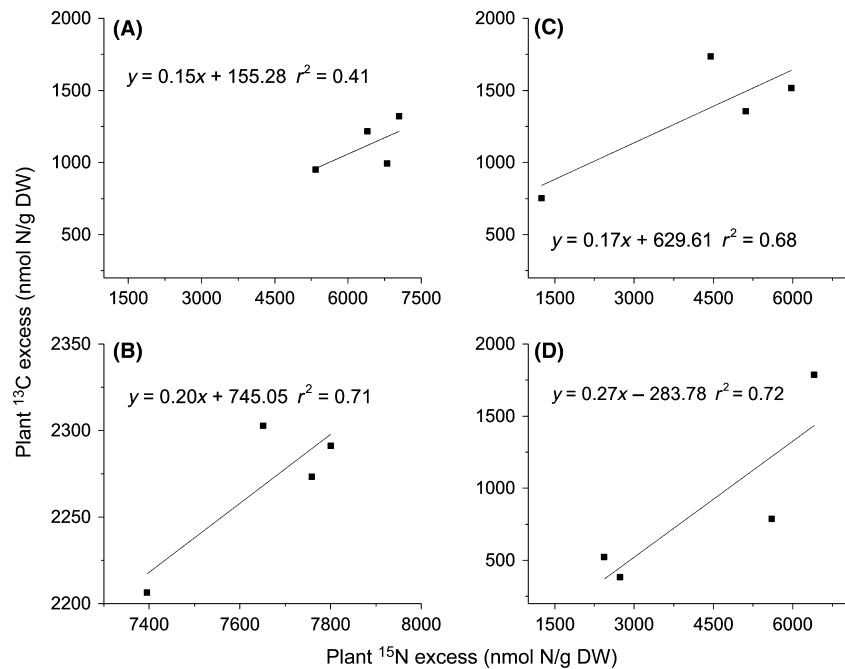 Plant ¹³C excess (nmol N/g DW)
(A)
y = 0.15x + 155.28 r² = 0.41
2000
1500
1000
500
1500 3000 4500 6000 7500
(C)
y = 0.17x + 629.61 r² = 0.68
2000
1500
1000
500
1500 3000 4500 6000
(B)
y = 0.20x + 745.05 r² = 0.71
2350
2300
2250
2200
7400 7600 7800 8000
(D)
y = 0.27x – 283.78 r² = 0.72
2000
1500
1000
500
1500 3000 4500 6000
Plant ¹⁵N excess (nmol N/g DW)